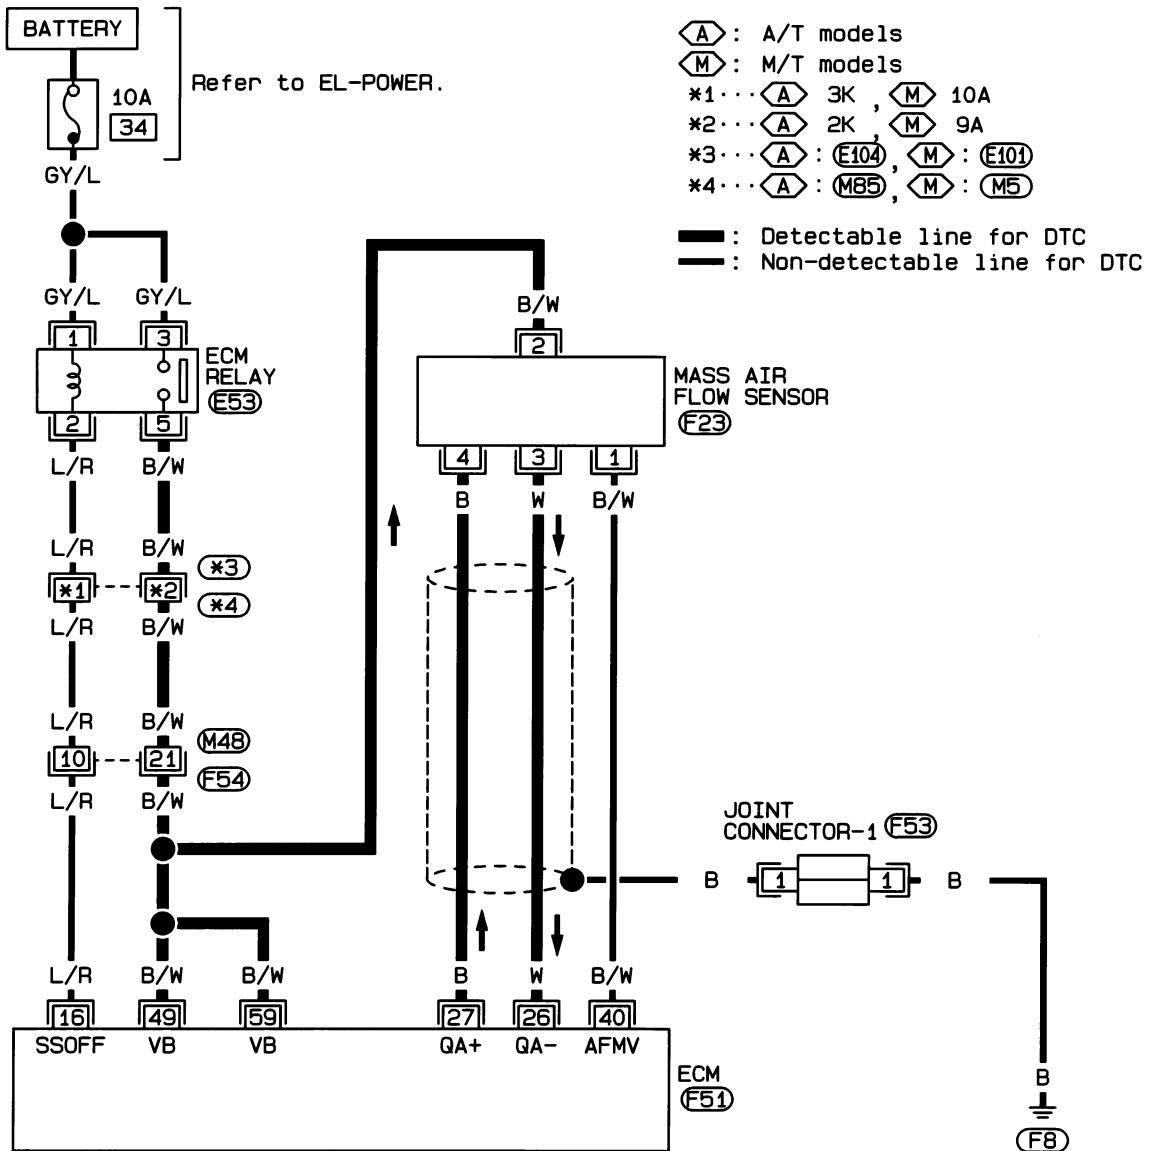 BATTERY
10A
34
Refer to EL-POWER.
A : A/T models
M : M/T models
*1··· A 3K , M 10A
*2··· A 2K , M 9A
*3··· A : E104 , M : E101
*4··· A : M85 , M : M5
: Detectable line for DTC
: Non-detectable line for DTC
GY/L
GY/L GY/L
1 3
ECM
RELAY
E53
2 5
L/R B/W
L/R B/W
*1 *2
*3
*4
L/R B/W
L/R B/W
10 21
M48
F54
L/R B/W
B/W
2
MASS AIR
FLOW SENSOR
F23
4 3 1
B W B/W
JOINT
CONNECTOR-1 F53
B 1 1 B
L/R B/W B/W B W B/W
16 49 59 27 26 40
SSOFF VB VB QA+ QA- AFMV
ECM
F51
B
F8